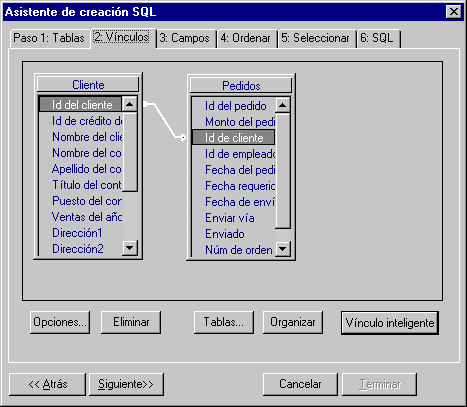 Asistente de creación SQL
Paso 1: Tablas 2: Vínculos 3: Campos 4: Ordenar 5: Seleccionar 6: SQL
Cliente
Id del cliente
Id de crédito de
Nombre del clie
Nombre del co
Apellido del con
Título del cont
Puesto del con
Ventas del año
Dirección1
Dirección2
Pedidos
Id del pedido
Monto del pedi
Id de cliente
Id de empleado
Fecha del pedi
Fecha requerid
Fecha de enví
Enviar vía
Enviado
Núm de orden
Opciones... Eliminar Tablas... Organizar Vínculo inteligente
<< Atrás Siguiente>> Cancelar Terminar